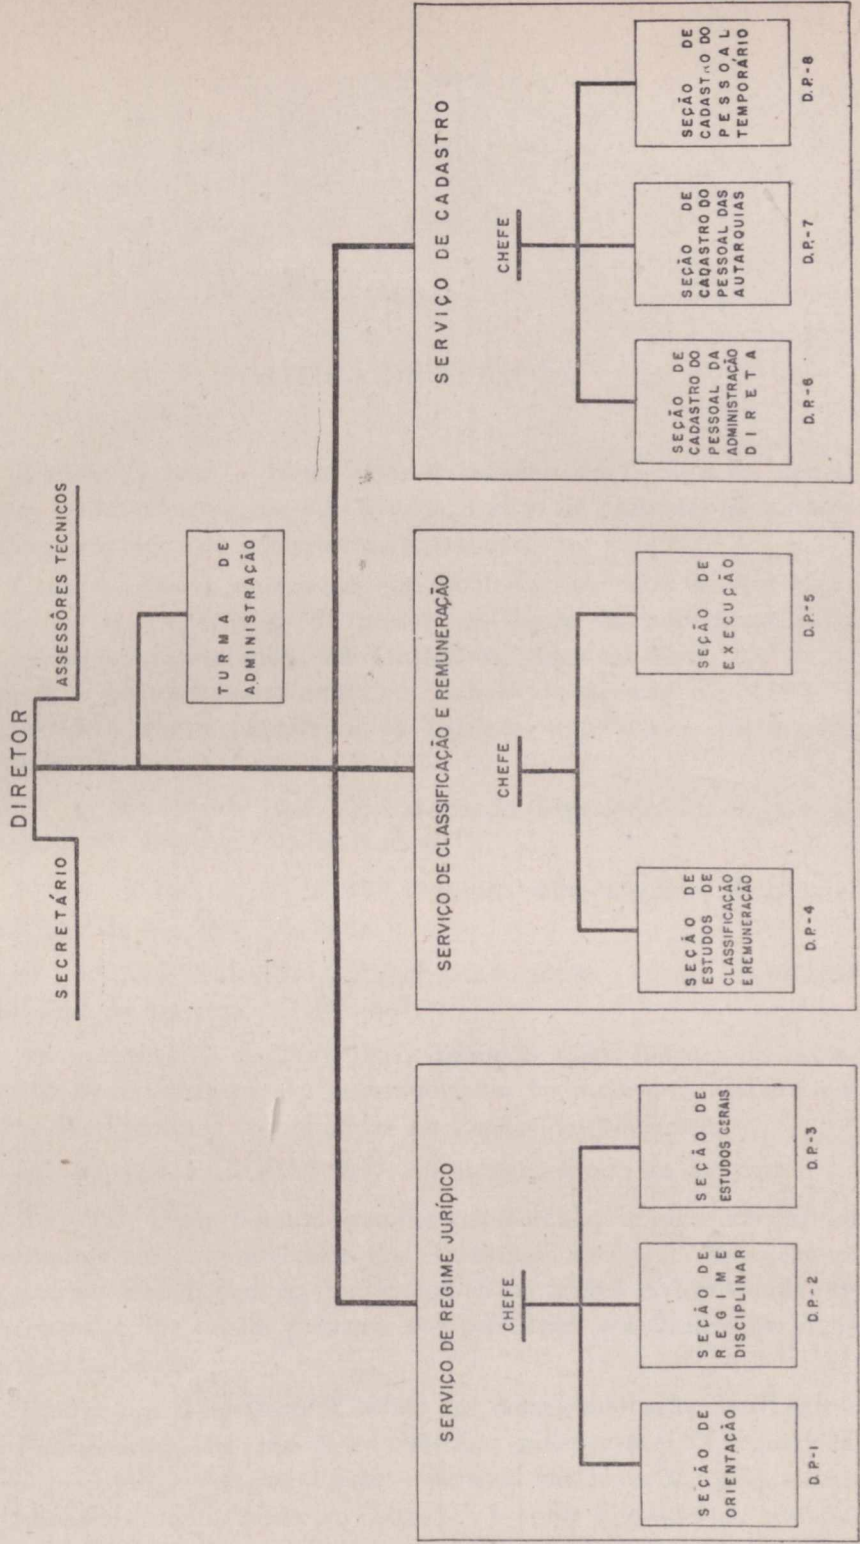 DIRETOR
SECRETÁRIO
ASSESSÔRES TÉCNICOS
TURMA DE
ADMINISTRAÇÃO
SERVIÇO DE REGIME JURÍDICO
CHEFE
SEÇÃO DE
ORIENTAÇÃO
D.P.-1
SEÇÃO DE
REGIME
DISCIPLINAR
D.P.-2
SEÇÃO DE
ESTUDOS GERAIS
D.P.-3
SERVIÇO DE CLASSIFICAÇÃO E REMUNERAÇÃO
CHEFE
SEÇÃO DE
ESTUDOS DE
CLASSIFICAÇÃO
E REMUNERAÇÃO
D.P.-4
SEÇÃO DE
EXECUÇÃO
D.P.-5
SERVIÇO DE CADASTRO
CHEFE
SEÇÃO DE
CADASTRO DO
PESSOAL DA
ADMINISTRAÇÃO
DIRETA
D.P.-6
SEÇÃO DE
CADASTRO DO
PESSOAL DAS
AUTARQUIAS
D.P.-7
SEÇÃO DE
CADASTRO DO
PESSOAL
TEMPORÁRIO
D.P.-8